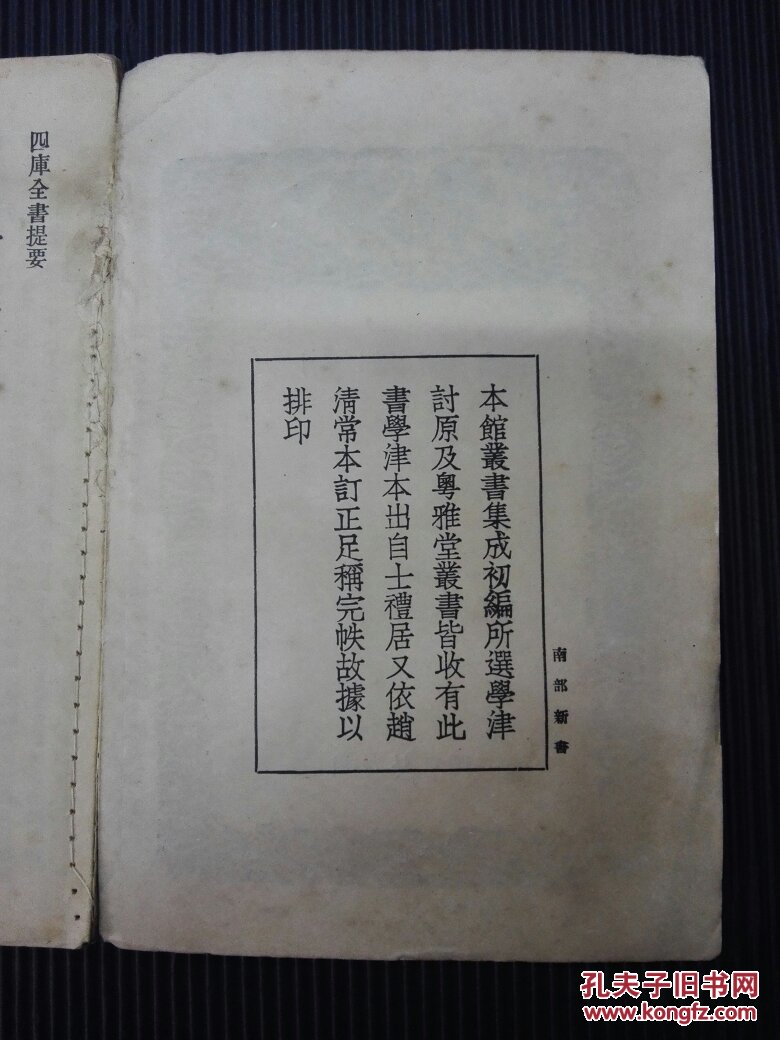 本館叢書集成初編所選學津
討原及粵雅堂叢書皆收有此
書學津本出自士禮居又依趙
清常本訂正足稱完帙故據以
排印
南部新書
四庫全書提要
孔夫子旧书网
www.kongfz.com